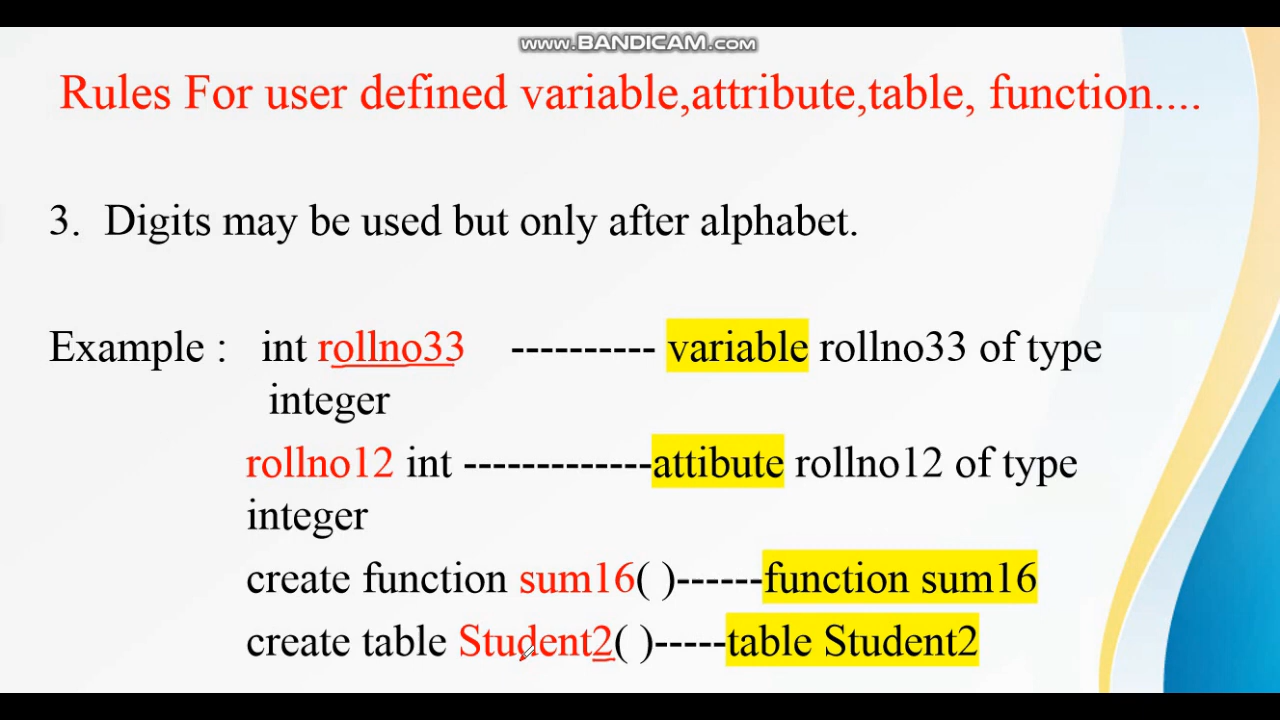 www.BANDICAM.com
Rules For user defined variable,attribute,table, function....
3. Digits may be used but only after alphabet.
Example : int rollno33 ---------- variable rollno33 of type
integer
rollno12 int -------------attibute rollno12 of type
integer
create function sum16( )------function sum16
create table Student2( )-----table Student2